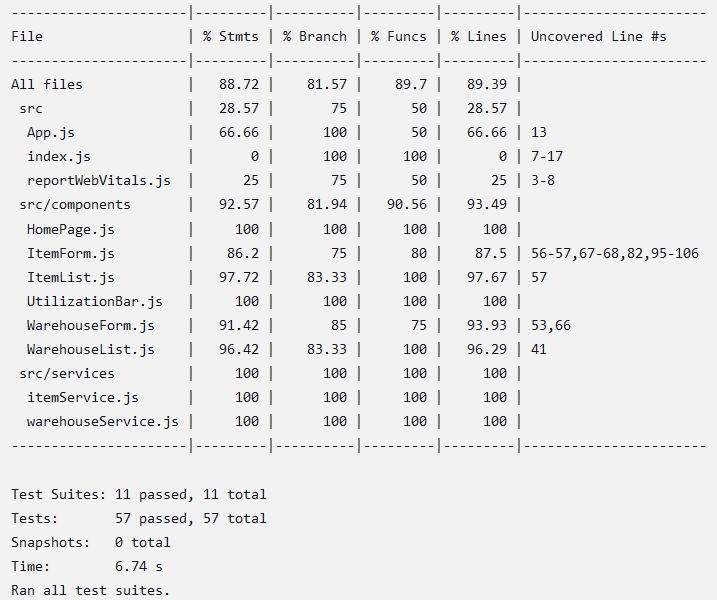 ----------------------|---------|----------|---------|---------|-----------------------
File                  | % Stmts | % Branch | % Funcs | % Lines | Uncovered Line #s
----------------------|---------|----------|---------|---------|-----------------------
All files             |   88.72 |    81.57 |    89.7 |   89.39 |
 src                  |   28.57 |       75 |      50 |   28.57 |
  App.js              |   66.66 |      100 |      50 |   66.66 | 13
  index.js            |       0 |      100 |     100 |       0 | 7-17
  reportWebVitals.js  |      25 |       75 |      50 |      25 | 3-8
 src/components       |   92.57 |    81.94 |   90.56 |   93.49 |
  HomePage.js         |     100 |      100 |     100 |     100 |
  ItemForm.js         |    86.2 |       75 |      80 |    87.5 | 56-57,67-68,82,95-106
  ItemList.js         |   97.72 |    83.33 |     100 |   97.67 | 57
  UtilizationBar.js   |     100 |      100 |     100 |     100 |
  WarehouseForm.js    |   91.42 |       85 |      75 |   93.93 | 53,66
  WarehouseList.js    |   96.42 |    83.33 |     100 |   96.29 | 41
 src/services         |     100 |      100 |     100 |     100 |
  itemService.js      |     100 |      100 |     100 |     100 |
  warehouseService.js |     100 |      100 |     100 |     100 |
----------------------|---------|----------|---------|---------|-----------------------
Test Suites: 11 passed, 11 total
Tests:       57 passed, 57 total
Snapshots:   0 total
Time:        6.74 s
Ran all test suites.